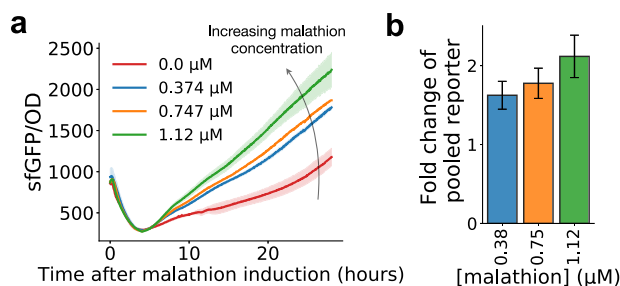 a
Increasing malathion
concentration
0.0 μM
0.374 μM
0.747 μM
1.12 μM
2500
2000
1500
1000
500
sfGFP/OD
0
20
Time after malathion induction (hours)
b
Fold change of
pooled reporter
2
1
0
0.38
0.75
1.12
[malathion] (μM)